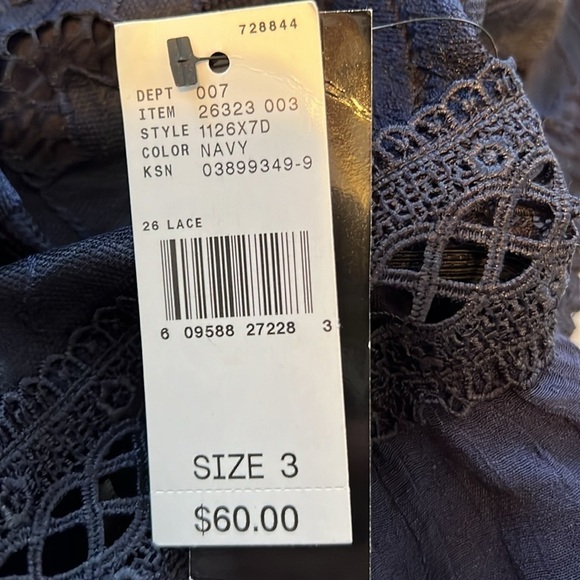 728844
DEPT 007
ITEM 26323 003
STYLE 1126X7D
COLOR NAVY
KSN 03899349-9
26 LACE
6 09588 27228 3
SIZE 3
$60.00